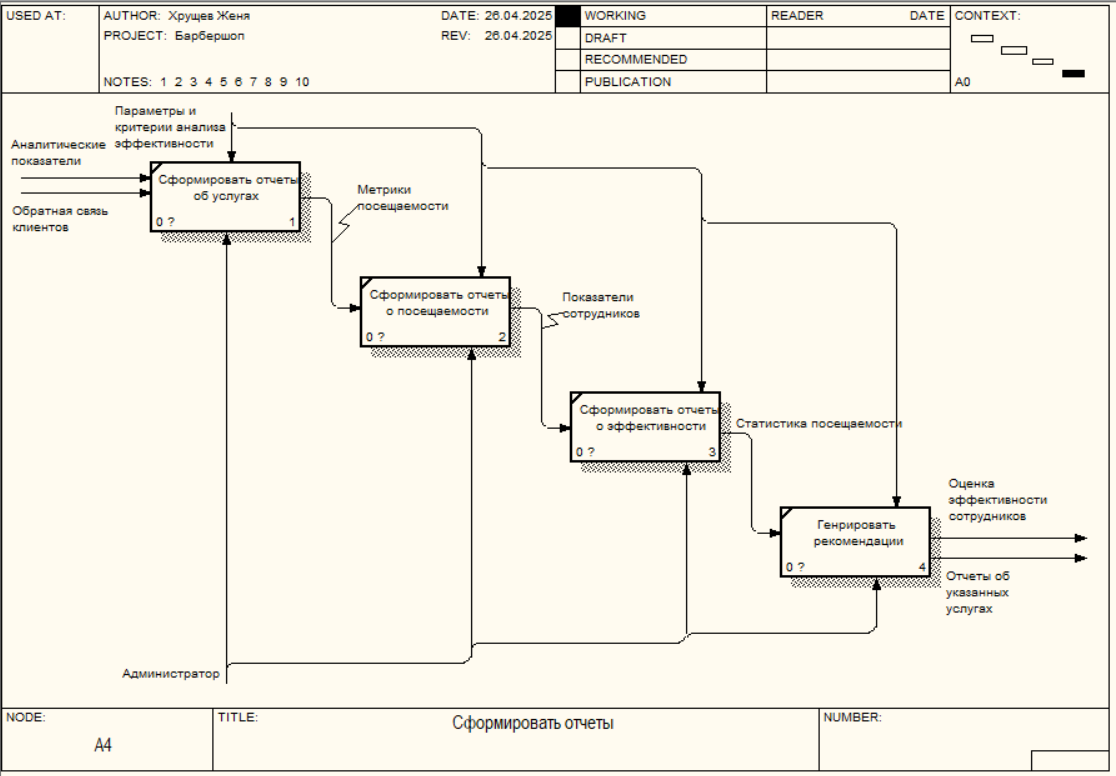 USED AT:
AUTHOR: Хрущев Женя
DATE: 26.04.2025
PROJECT: Барбершоп
REV: 26.04.2025
NOTES: 1 2 3 4 5 6 7 8 9 10
WORKING
DRAFT
RECOMMENDED
PUBLICATION
READER
DATE
CONTEXT:
A0
Параметры и
критерии анализа
эффективности
Аналитические
показатели
Обратная связь
клиентов
Сформировать отчеты
об услугах
0 ?
1
Метрики
посещаемости
Сформировать отчеты
о посещаемости
0 ?
2
Показатели
сотрудников
Сформировать отчеты
о эффективности
0 ?
3
Статистика посещаемости
Генрировать
рекомендации
0 ?
4
Оценка
эффективности
сотрудников
Отчеты об
указанных
услугах
Администратор
NODE:
A4
TITLE:
Сформировать отчеты
NUMBER: